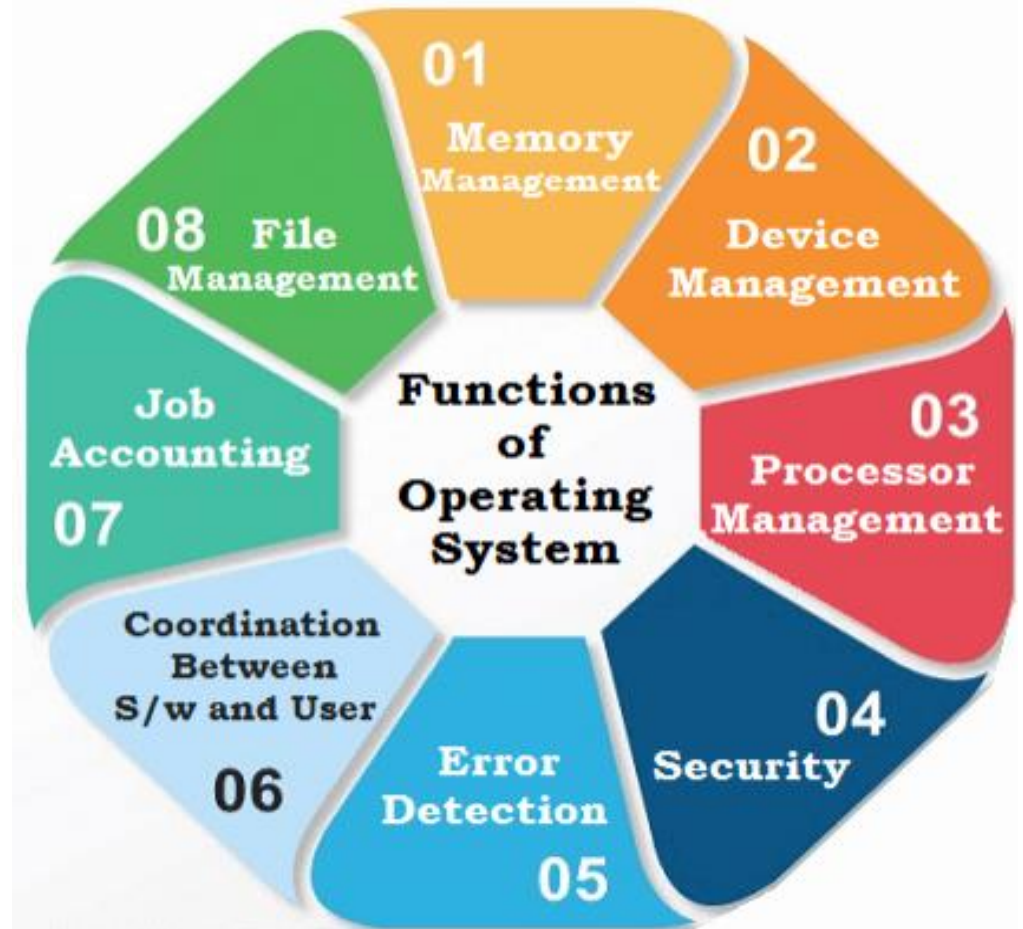 Functions
of
Operating
System
01
Memory
Management
02
Device
Management
03
Processor
Management
04
Security
Error
Detection
05
Coordination
Between
S/w and User
06
Job
Accounting
07
08 File
Management